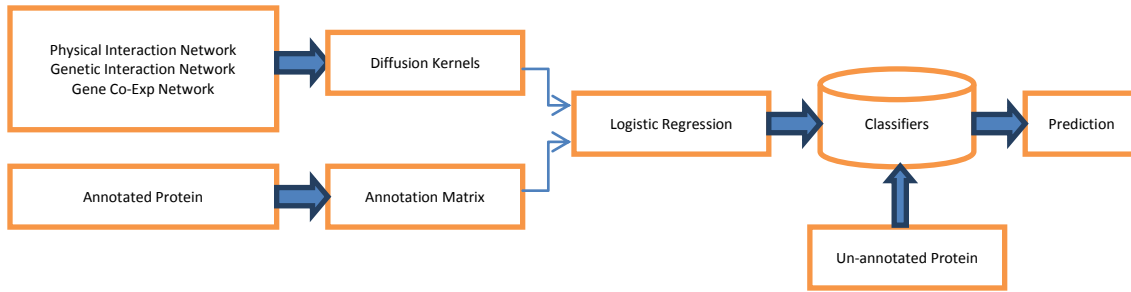 Physical Interaction Network
Genetic Interaction Network
Gene Co-Exp Network
Diffusion Kernels
Logistic Regression
Classifiers
Prediction
Annotated Protein
Annotation Matrix
Un-annotated Protein